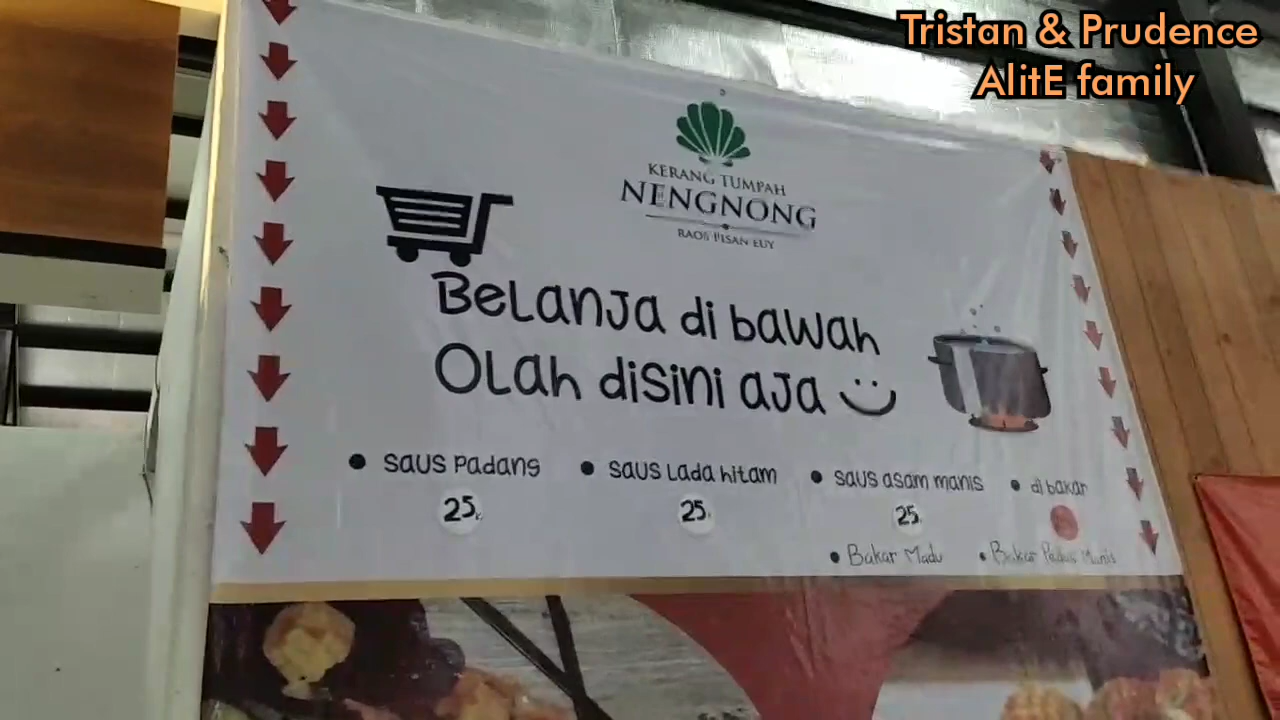 Tristan & Prudence
AlitE family
KERANG TUMPAH
NENGNONG
RAOS PISAN EUY
Belanja di bawah
Olah disini aja
• saus Padang
25
• saus Lada hitam
25
• saus asam manis
25
• di bakar
• Bakar Madu
• Bakar Pedas Manis